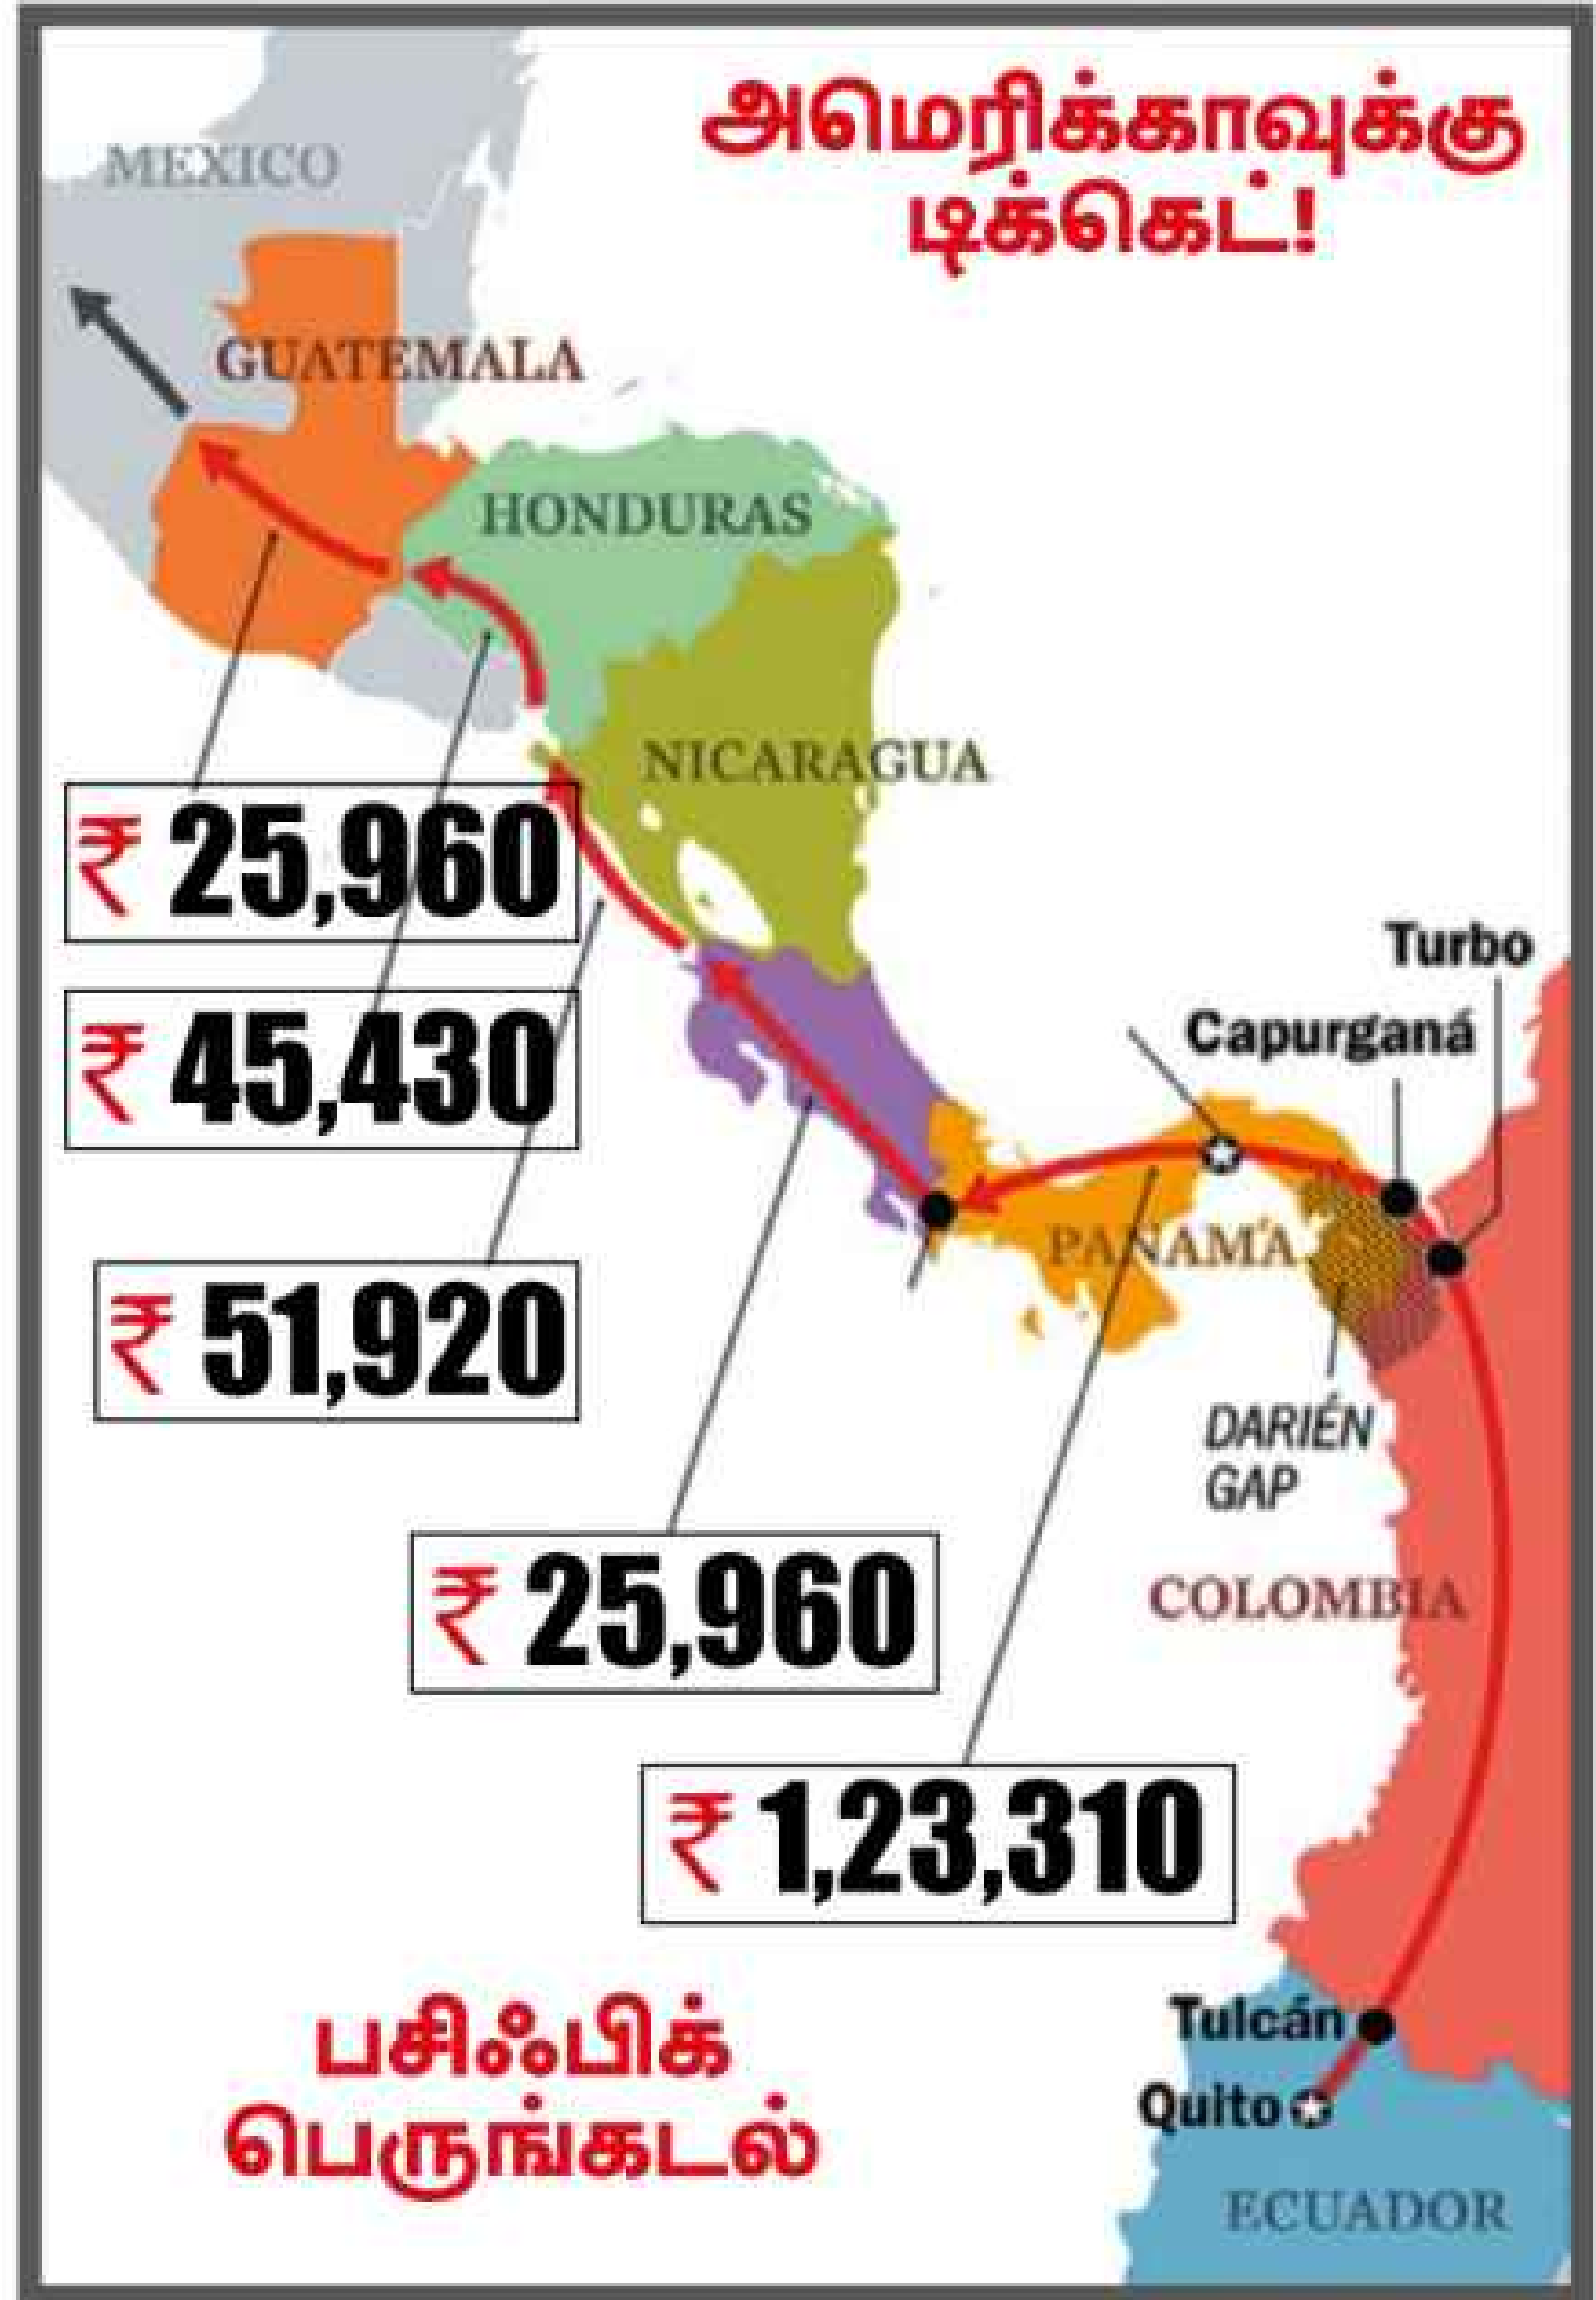 அமெரிக்காவுக்கு
டிக்கெட்!
MEXICO
GUATEMALA
HONDURAS
NICARAGUA
₹ 25,960
Turbo
Capurganá
₹ 45,430
PANAMÁ
₹ 51,920
DARIÉN
GAP
₹ 25,960
COLOMBIA
₹ 1,23,310
பசிஃபிக்
பெருங்கடல்
Tulcán
Quito
ECUADOR